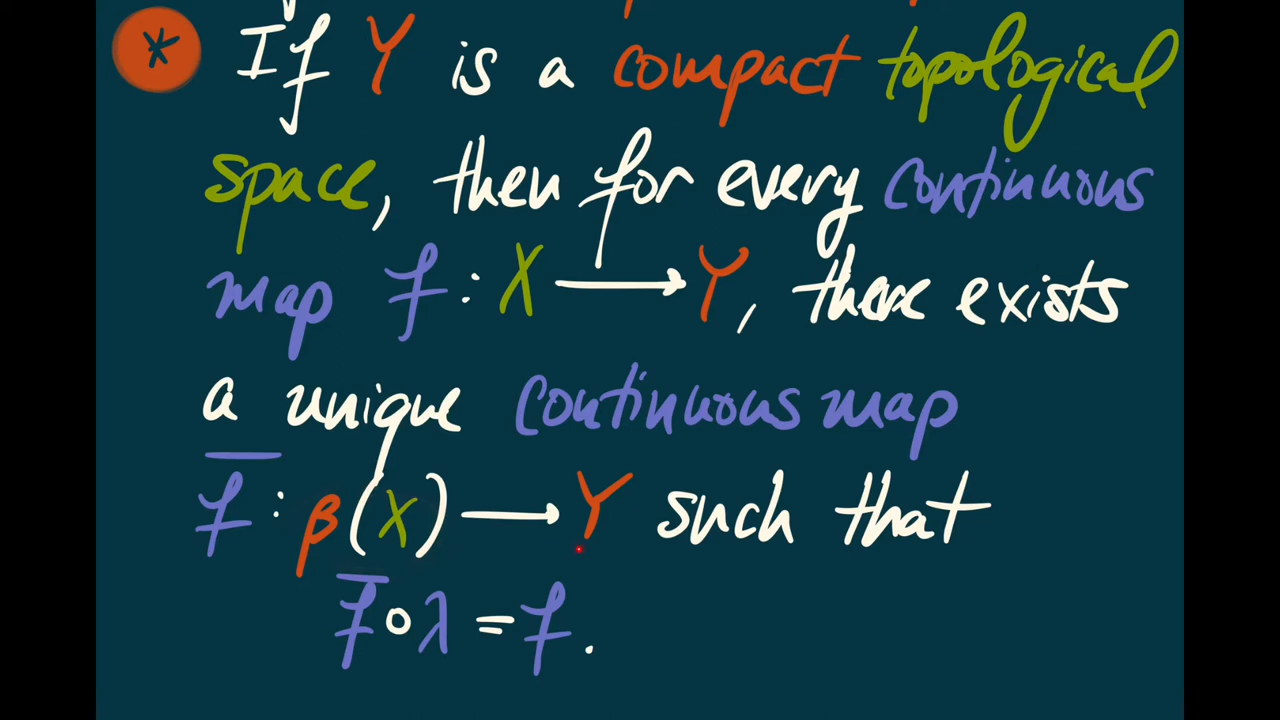 * If Y is a compact topological
space, then for every continuous
map f : X ⟶ Y, there exists
a unique continuous map
f̅ : β(X) ⟶ Y such that
f̅ ∘ λ = f.